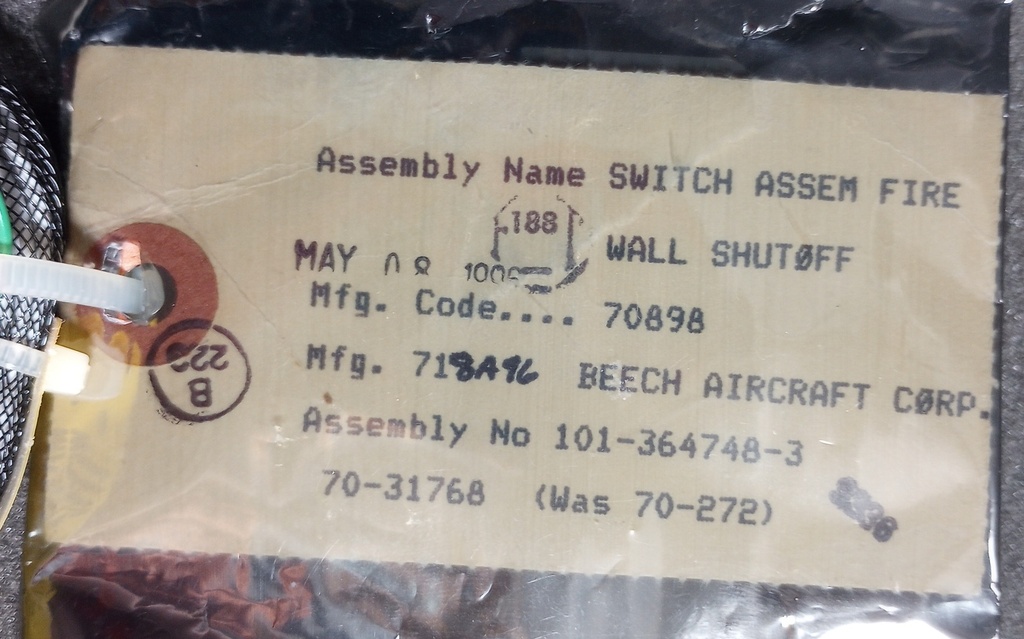 Assembly Name SWITCH ASSEM FIRE
188
MAY 08 WALL SHUTØFF
Mfg. Code.... 70898
Mfg. 718A96 BEECH AIRCRAFT CØRP.
B
Assembly No 101-364748-3
70-31768 (Was 70-272)